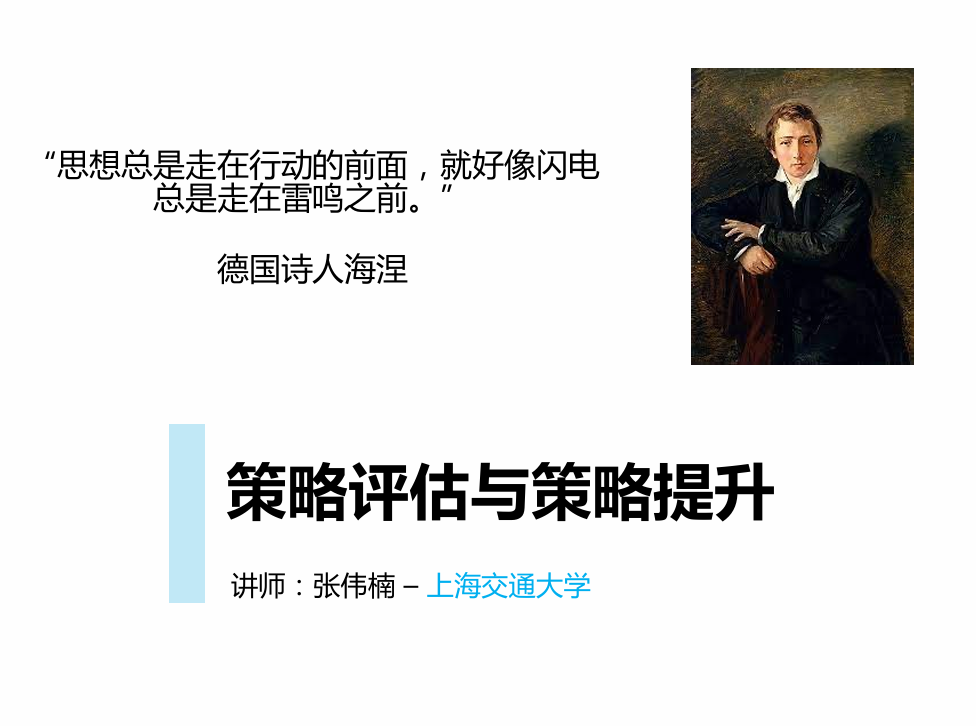 “思想总是走在行动的前面，就好像闪电
总是走在雷鸣之前。”
德国诗人海涅
策略评估与策略提升
讲师：张伟楠 – 上海交通大学